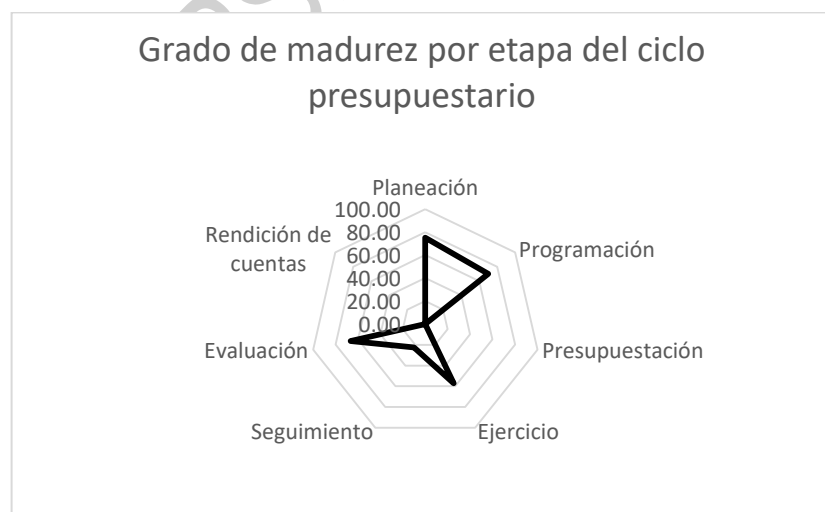 Grado de madurez por etapa del ciclo
presupuestario
Planeación
100.00
80.00
60.00
40.00
20.00
0.00
Programación
Presupuestación
Ejercicio
Seguimiento
Evaluación
Rendición de
cuentas